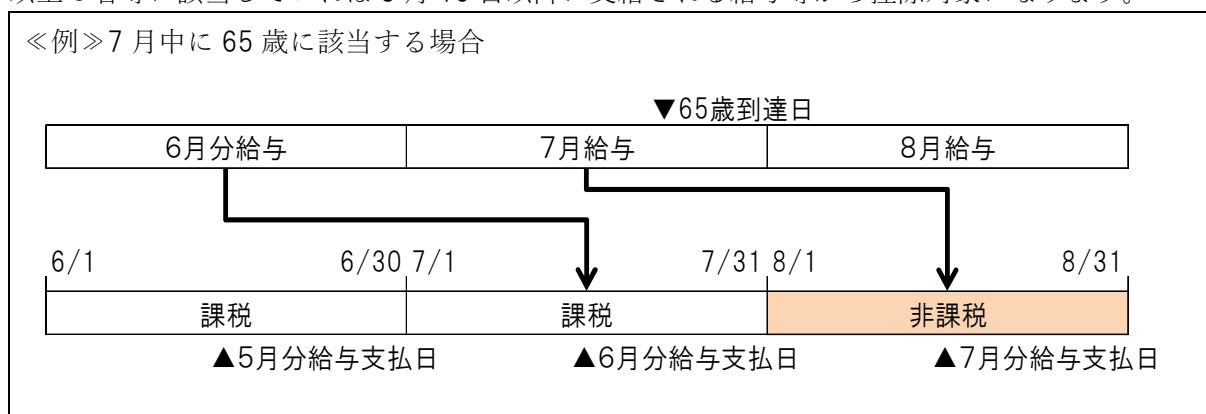 ≪例≫7 月中に 65 歳に該当する場合
▼65歳到達日
6月分給与 7月給与 8月給与
6/1 6/30 7/1 7/31 8/1 8/31
課税 課税 非課税
▲5月分給与支払日 ▲6月分給与支払日 ▲7月分給与支払日